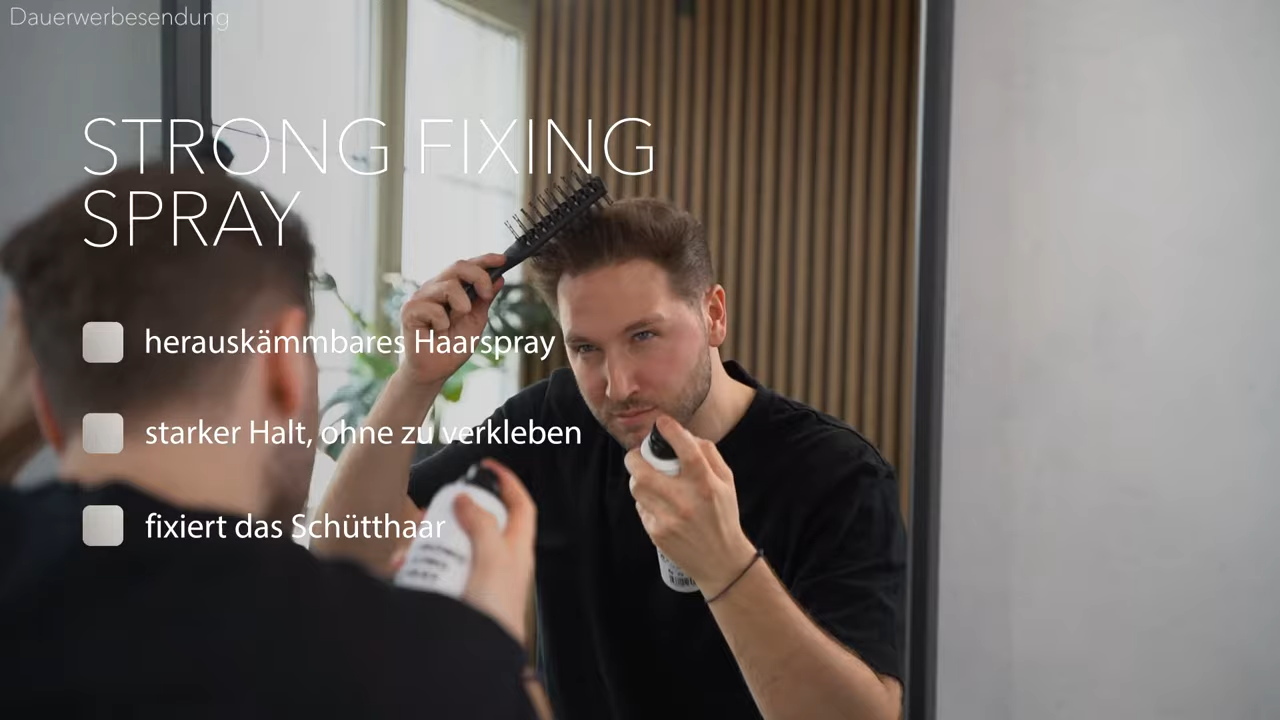 Dauerwerbesendung
STRONG FIXING
SPRAY
herauskämmbares Haarspray
starker Halt, ohne zu verkleben
fixiert das Schütthaar